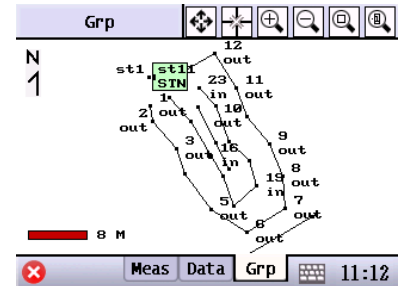 Grp
N
12
out
st1
st11
STN
23
in
11
out
1
out
10
out
2
out
3
out
9
out
16
in
8
out
19
in
7
out
5
out
6
out
8 M
Meas
Data
Grp
11:12